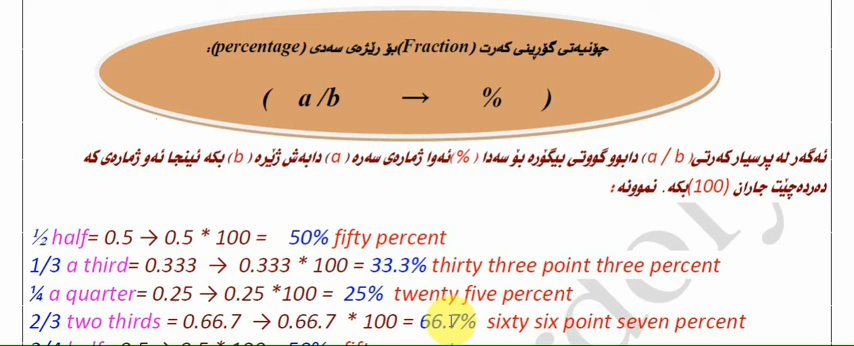 چۆنیەتی گۆڕینی کەرت (Fraction) بۆ ڕێژەی سەدی (percentage):
( a /b → % )
ئەگەر لە پرسیار کەرتی (a / b) دابوو گووتی بیگۆڕە بۆ سەدا (%) ئەوا ژمارەی سەرە (a) دابەش ژێرە (b) بکە ئینجا ئەو ژمارەی کە
دەردەچێت جاران (100) بکە. نموونە :
½ half= 0.5 → 0.5 * 100 = 50% fifty percent
1/3 a third= 0.333 → 0.333 * 100 = 33.3% thirty three point three percent
¼ a quarter= 0.25 → 0.25 *100 = 25% twenty five percent
2/3 two thirds = 0.66.7 → 0.66.7 * 100 = 66.7% sixty six point seven percent